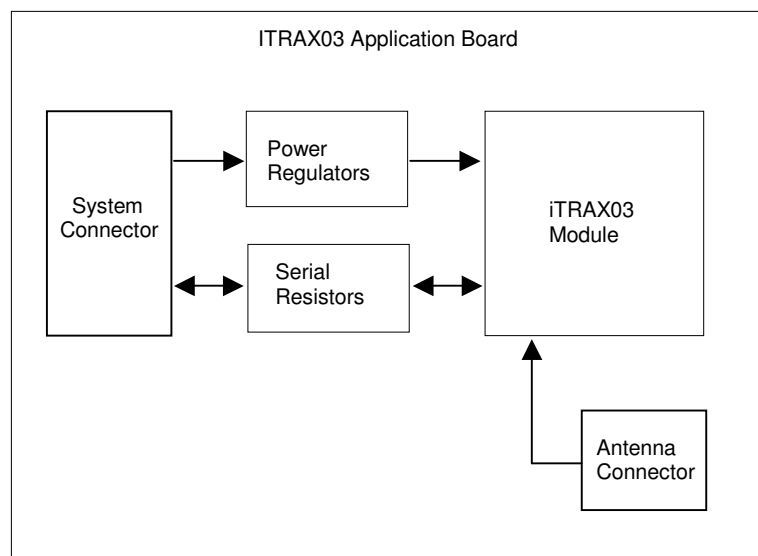 ITRAX03 Application Board
Power
Regulators
System
Connector
iTRAX03
Module
Serial
Resistors
Antenna
Connector